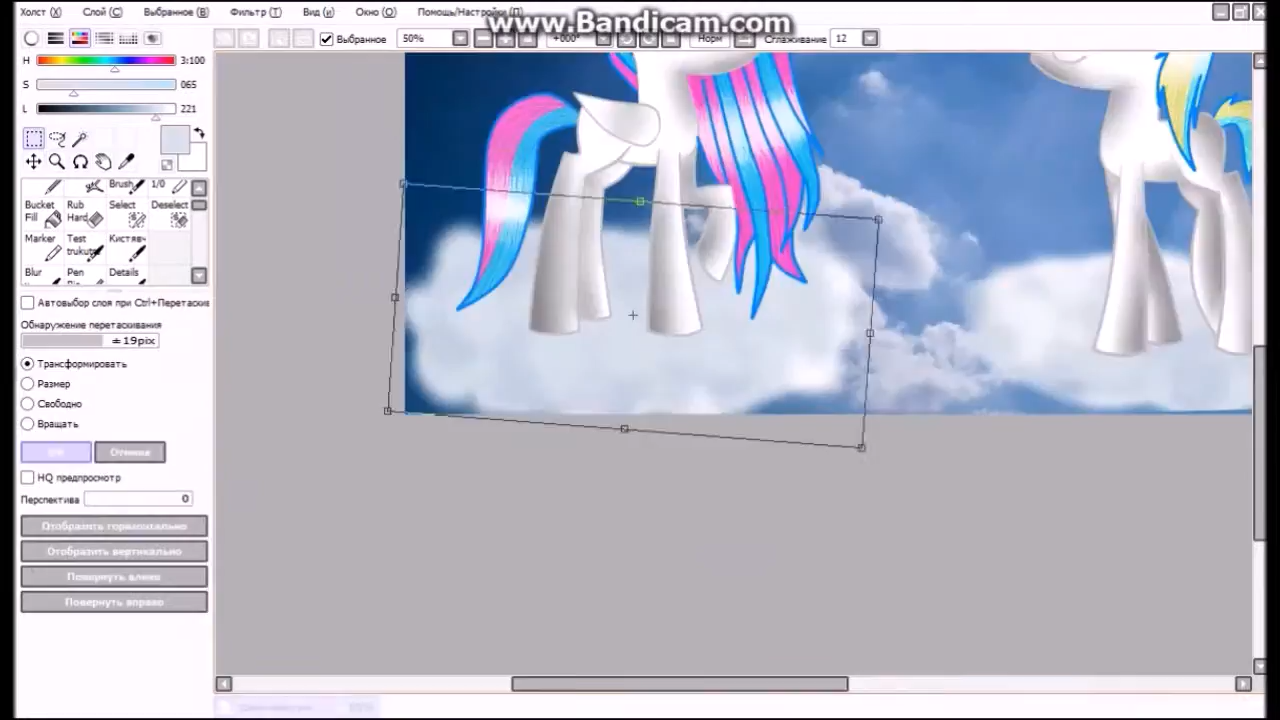 Холст (Х) Слой (С) Выбранное (В) Фильтр (Т) Вид (и) Окно (О) Помощь/Настройки (П)
www.Bandicam.com
Выбранное 50% +000° Норм Сглаживание 12
H 3:100
S 065
L 221
Brush 1/0
Bucket Rub Select Deselect
Fill Hard
Marker Test Кистявч
trukut
Blur Pen Details
Автовыбор слоя при Ctrl+Перетаскив
Обнаружение перетаскивания
±19pix
Трансформировать
Размер
Свободно
Вращать
Отмена
HQ предпросмотр
Перспектива 0
Отобразить горизонтально
Отобразить вертикально
Повернуть влево
Повернуть вправо